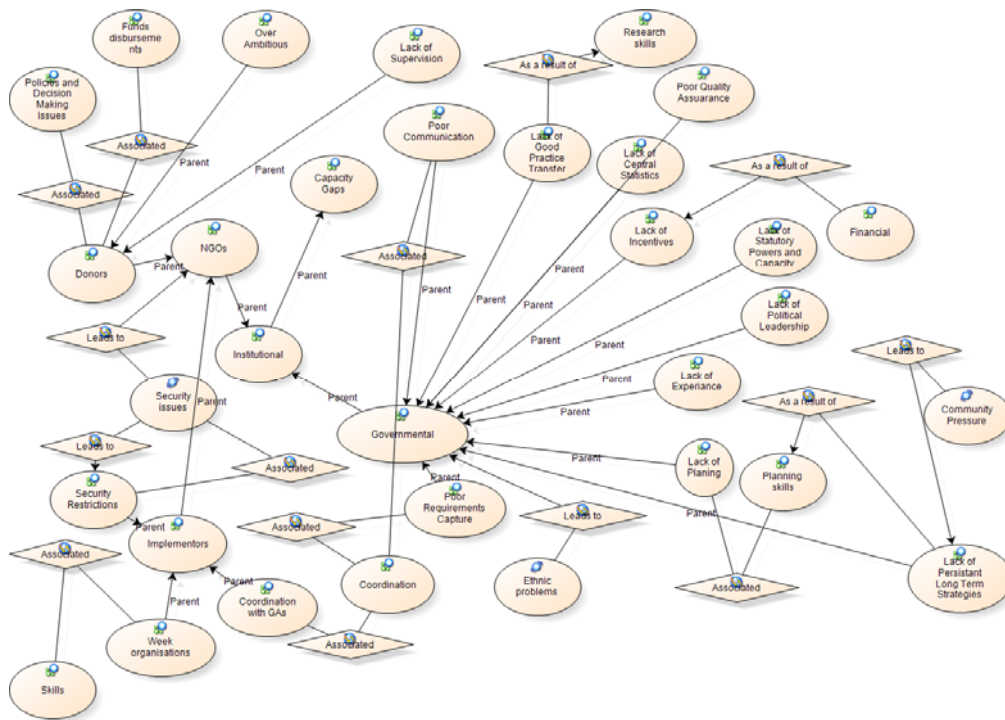 Funds
disburseme
nts
Over
Ambitious
Lack of
Supervision
As a result of
Research
skills
Policies and
Decision
Making
Issues
Poor
Communication
Poor Quality
Assuarance
Associated
Lack of
Good
Practice
Transfer
Lack of
Central
Statistics
As a result of
Parent
Parent
Capacity
Gaps
Associated
Lack of
Incentives
Financial
Lack of
Statutory
Powers and
Capacity
NGOs
Donors
Parent
Associated
Parent
Parent
Parent
Parent
Parent
Lack of
Political
Leadership
Parent
Leads to
Institutional
Parent
Parent
Leads to
Security
issues
Parent
Parent
Lack of
Experiance
Parent
As a result of
Community
Pressure
Governmental
Leads to
Associated
Parent
Lack of
Planing
Planning
skills
Security
Restrictions
Parent
Poor
Requirements
Capture
Leads to
Parent
Parent
Implementors
Associated
Associated
Parent
Coordination
Ethnic
problems
Associated
Lack of
Persistant
Long Term
Strategies
Parent
Coordination
with GAs
Week
organisations
Associated
Skills